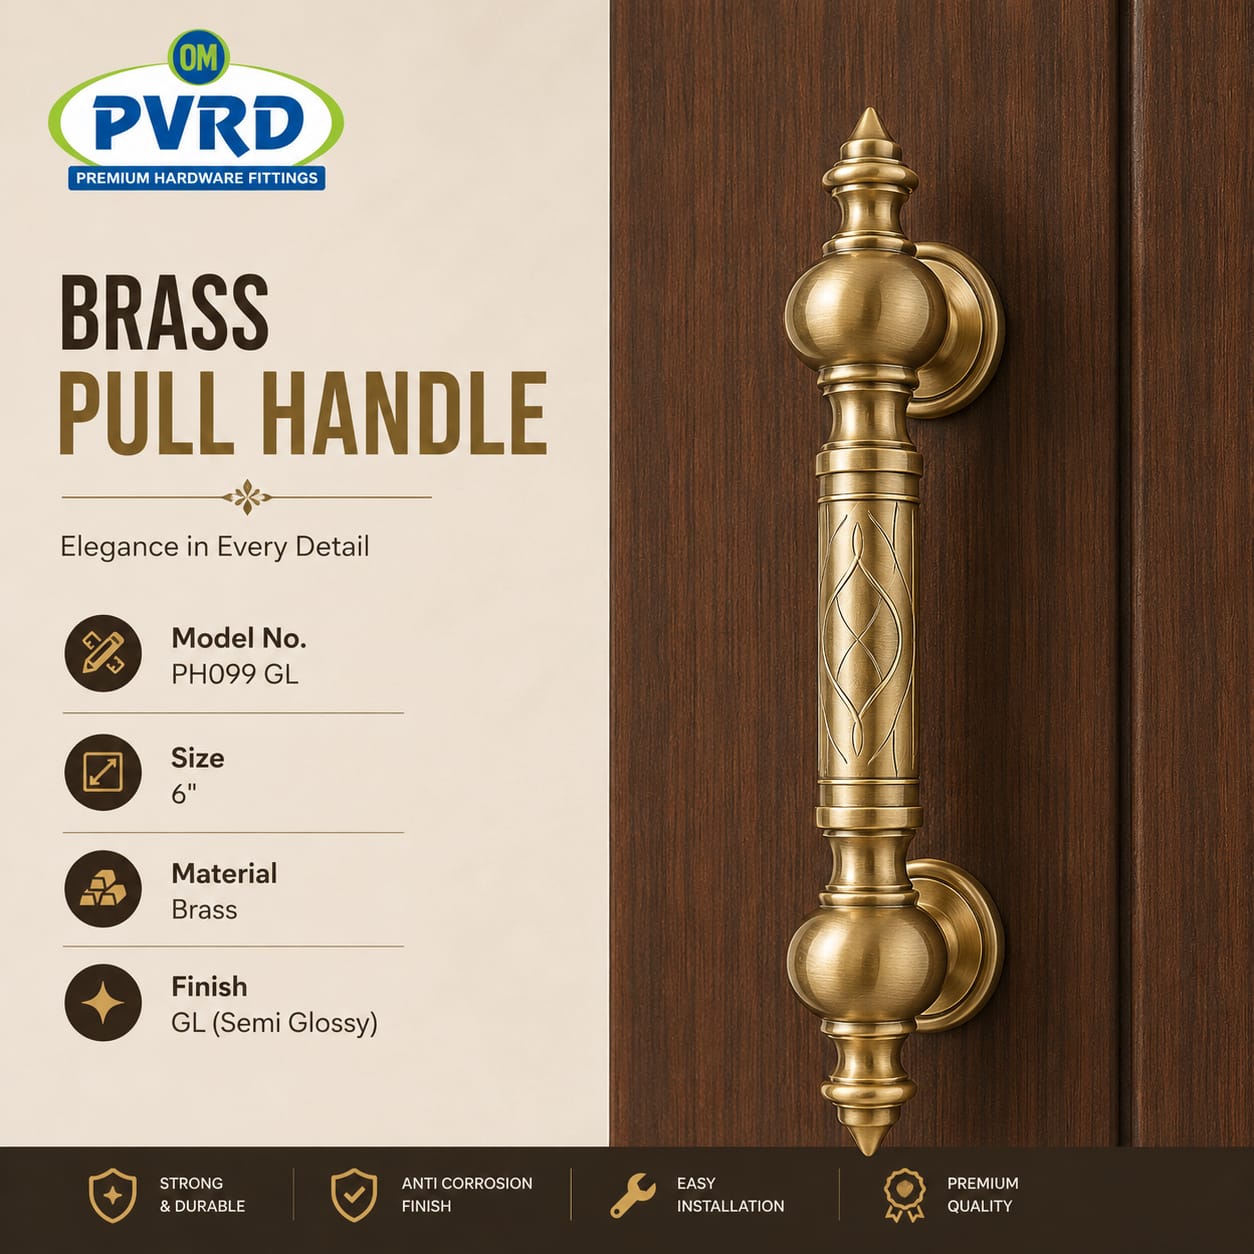 OM
PVRD
PREMIUM HARDWARE FITTINGS
BRASS
PULL HANDLE
Elegance in Every Detail
Model No.
PH099 GL
Size
6"
Material
Brass
Finish
GL (Semi Glossy)
STRONG
& DURABLE
ANTI CORROSION
FINISH
EASY
INSTALLATION
PREMIUM
QUALITY